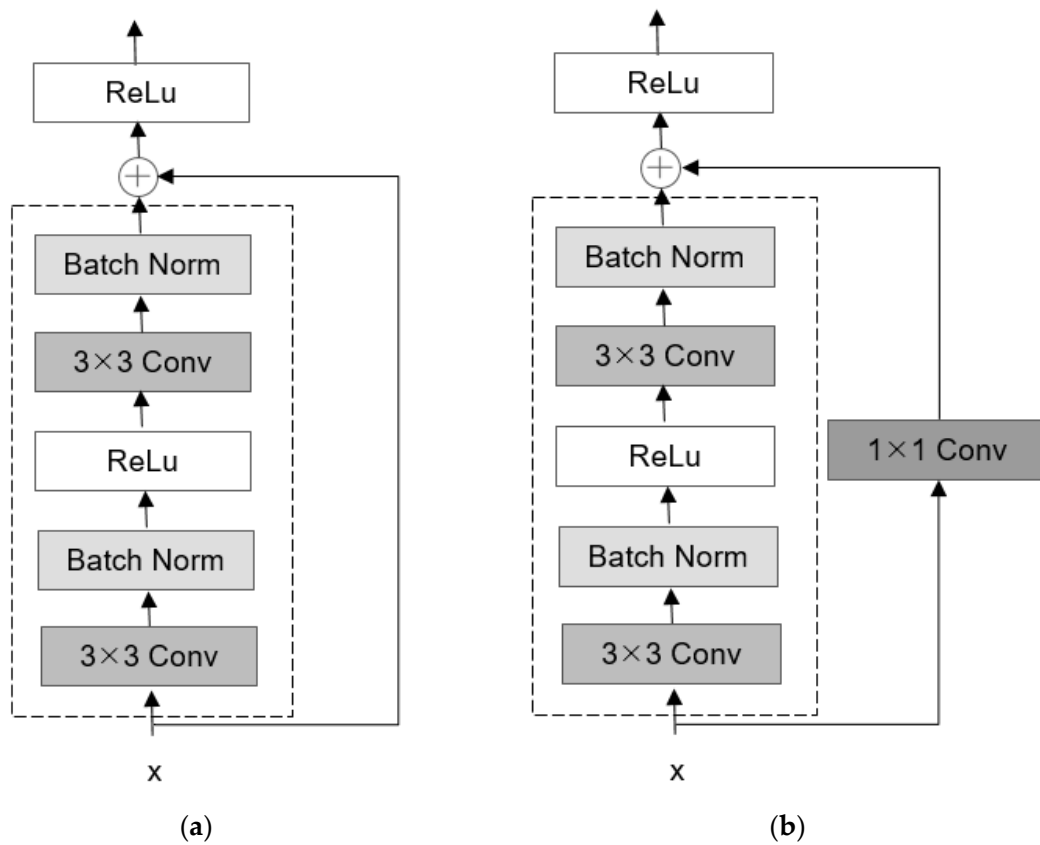 ReLu
Batch Norm
3×3 Conv
ReLu
Batch Norm
3×3 Conv
x
(a)
ReLu
Batch Norm
3×3 Conv
ReLu
1×1 Conv
Batch Norm
3×3 Conv
x
(b)